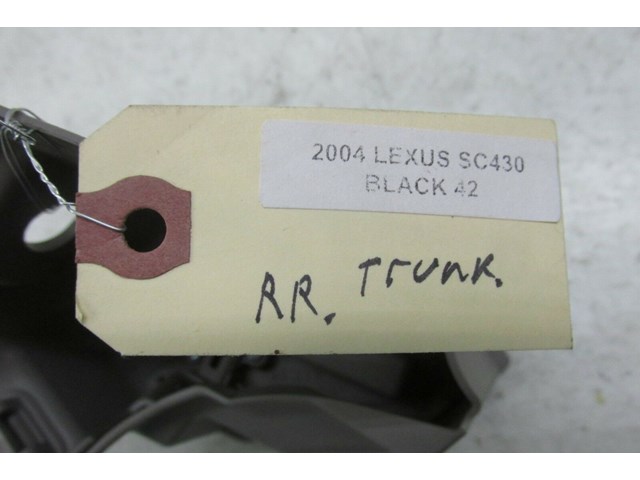 2004 LEXUS SC430
BLACK 42
RR. Trunk.